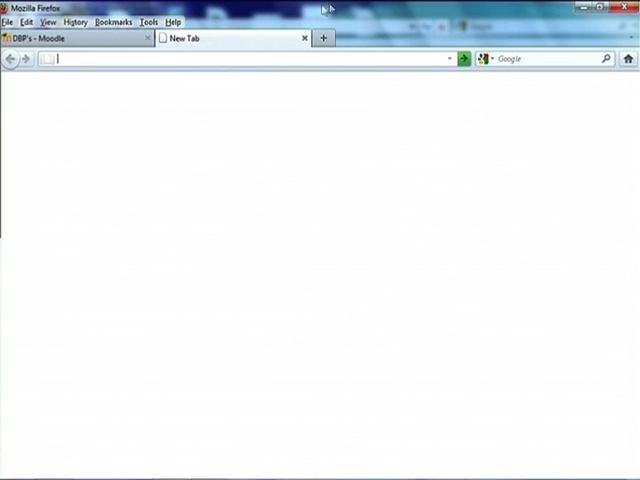 Mozilla Firefox
File Edit View History Bookmarks Tools Help
DBP's - Moodle
New Tab
Google